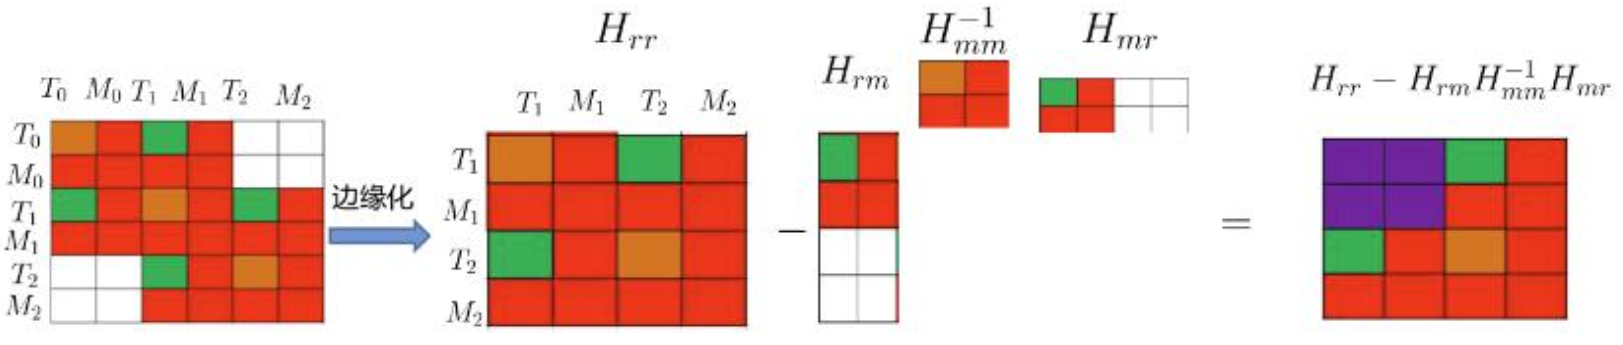 $H_{rr}$
$H_{rm}$ $H_{mm}^{-1}$ $H_{mr}$
$H_{rr} - H_{rm} H_{mm}^{-1} H_{mr}$
$T_0$ $M_0$ $T_1$ $M_1$ $T_2$ $M_2$
$T_0$
$M_0$
$T_1$
$M_1$
$T_2$
$M_2$
边缘化
$T_1$ $M_1$ $T_2$ $M_2$
$T_1$
$M_1$
$T_2$
$M_2$
−
=